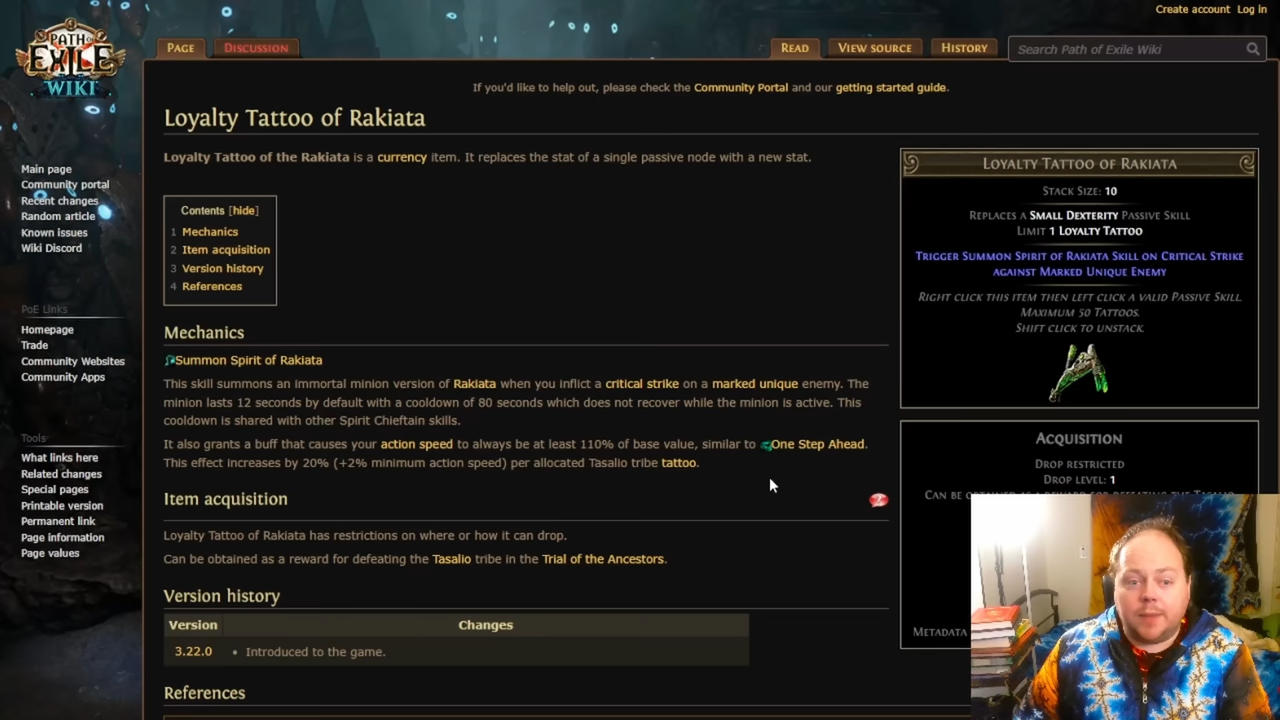 Create account Log in
PATH OF EXILE WIKI
PAGE DISCUSSION READ VIEW SOURCE HISTORY Search Path of Exile Wiki
If you'd like to help out, please check the Community Portal and our getting started guide.
Loyalty Tattoo of Rakiata
Loyalty Tattoo of the Rakiata is a currency item. It replaces the stat of a single passive node with a new stat.
Main page
Community portal
Recent changes
Random article
Known issues
Wiki Discord
PoE Links
Homepage
Trade
Community Websites
Community Apps
Tools
What links here
Related changes
Special pages
Printable version
Permanent link
Page information
Page values
Contents [hide]
1 Mechanics
2 Item acquisition
3 Version history
4 References
Mechanics
Summon Spirit of Rakiata
This skill summons an immortal minion version of Rakiata when you inflict a critical strike on a marked unique enemy. The
minion lasts 12 seconds by default with a cooldown of 80 seconds which does not recover while the minion is active. This
cooldown is shared with other Spirit Chieftain skills.
It also grants a buff that causes your action speed to always be at least 110% of base value, similar to One Step Ahead.
This effect increases by 20% (+2% minimum action speed) per allocated Tasalio tribe tattoo.
Item acquisition
Loyalty Tattoo of Rakiata has restrictions on where or how it can drop.
Can be obtained as a reward for defeating the Tasalio tribe in the Trial of the Ancestors.
Version history
Version Changes
3.22.0 • Introduced to the game.
References
LOYALTY TATTOO OF RAKIATA
STACK SIZE: 10
REPLACES A SMALL DEXTERITY PASSIVE SKILL
LIMIT 1 LOYALTY TATTOO
TRIGGER SUMMON SPIRIT OF RAKIATA SKILL ON CRITICAL STRIKE
AGAINST MARKED UNIQUE ENEMY
RIGHT CLICK THIS ITEM THEN LEFT CLICK A VALID PASSIVE SKILL.
MAXIMUM 50 TATTOOS.
SHIFT CLICK TO UNSTACK.
ACQUISITION
DROP RESTRICTED
DROP LEVEL: 1
CAN BE OBTAINED AS A REWARD FOR DEFEATING THE TASALIO
METADATA